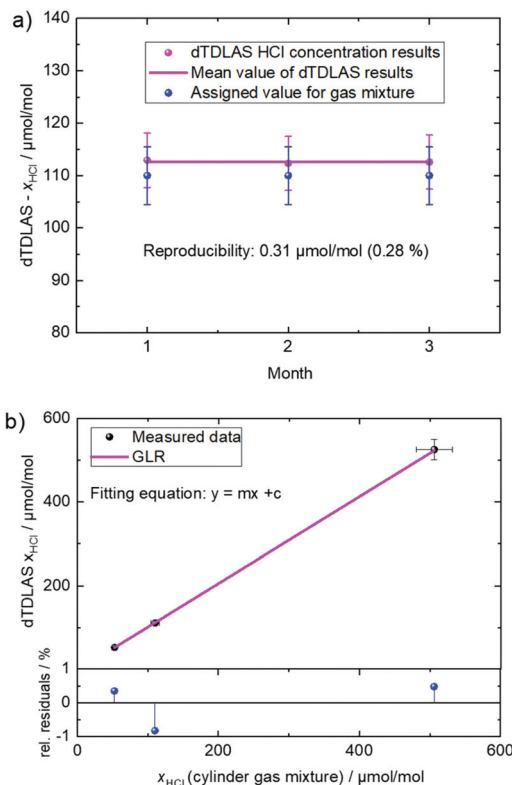 a)
140
130
120
110
100
90
80
dTDLAS - xHCl / µmol/mol
dTDLAS HCl concentration results
Mean value of dTDLAS results
Assigned value for gas mixture
Reproducibility: 0.31 µmol/mol (0.28 %)
1 2 3
Month
b)
600
400
200
dTDLAS xHCl / µmol/mol
Measured data
GLR
Fitting equation: y = mx +c
1
0
-1
rel. residuals / %
0 200 400 600
xHCl (cylinder gas mixture) / µmol/mol